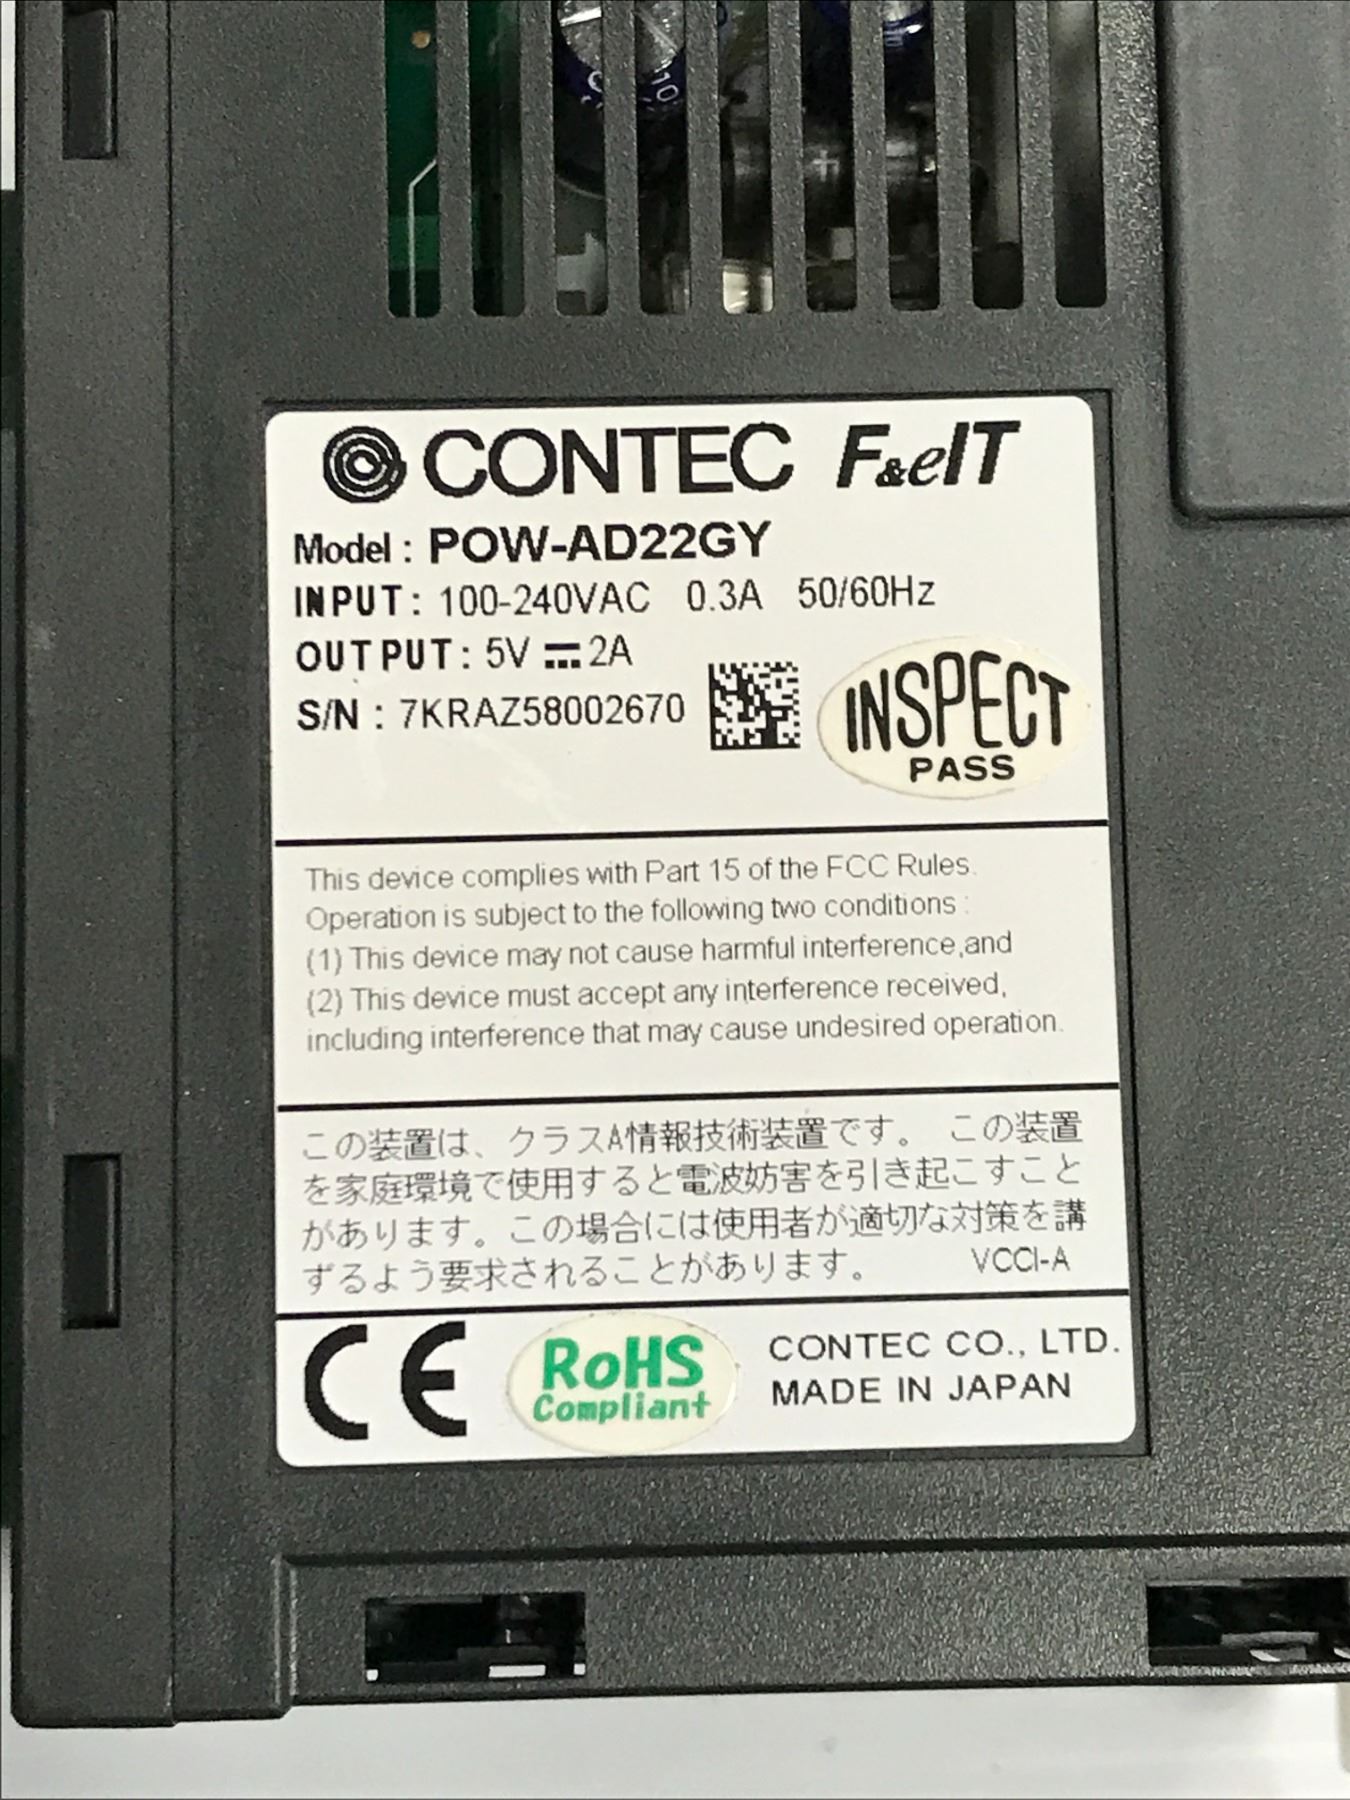 10
CONTEC F&eIT
Model : POW-AD22GY
INPUT : 100-240VAC 0.3A 50/60Hz
OUTPUT : 5V ⎓ 2A
S/N : 7KRAZ58002670
INSPECT
PASS
This device complies with Part 15 of the FCC Rules.
Operation is subject to the following two conditions :
(1) This device may not cause harmful interference,and
(2) This device must accept any interference received,
including interference that may cause undesired operation.
この装置は、クラスA情報技術装置です。 この装置
を家庭環境で使用すると電波妨害を引き起こすこと
があります。この場合には使用者が適切な対策を講
ずるよう要求されることがあります。 VCCI-A
CE
RoHS
Compliant
CONTEC CO., LTD.
MADE IN JAPAN